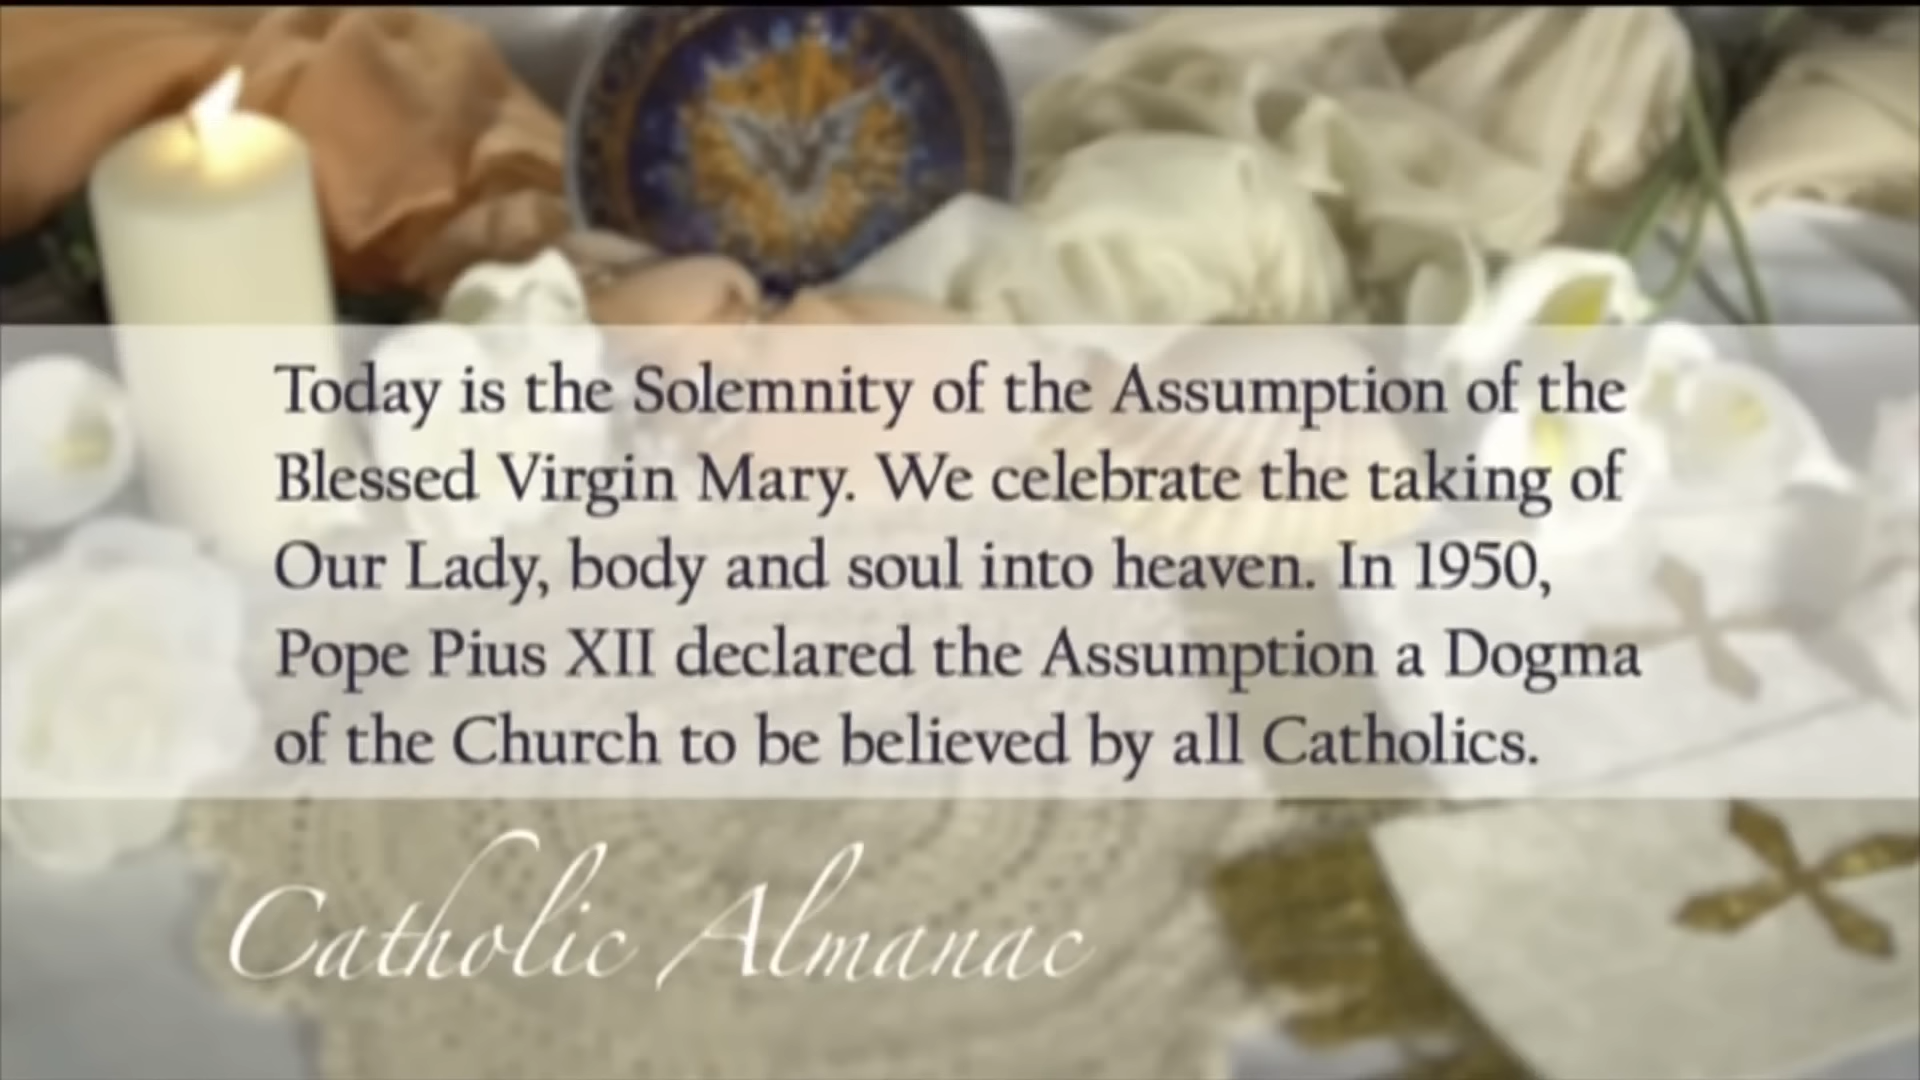 Today is the Solemnity of the Assumption of the
Blessed Virgin Mary. We celebrate the taking of
Our Lady, body and soul into heaven. In 1950,
Pope Pius XII declared the Assumption a Dogma
of the Church to be believed by all Catholics.
Catholic Almanac